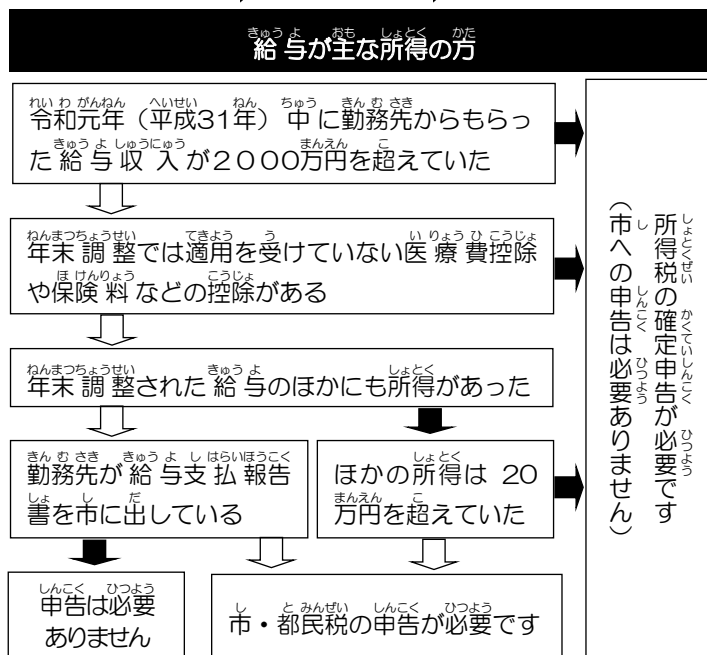 給与が主な所得の方
令和元年（平成31年）中に勤務先からもらっ
た給与収入が２０００万円を超えていた
年末調整では適用を受けていない医療費控除
や保険料などの控除がある
年末調整された給与のほかにも所得があった
勤務先が給与支払報告
書を市に出している
ほかの所得は 20
万円を超えていた
申告は必要
ありません
市・都民税の申告が必要です
所得税の確定申告が必要です
（市への申告は必要ありません）